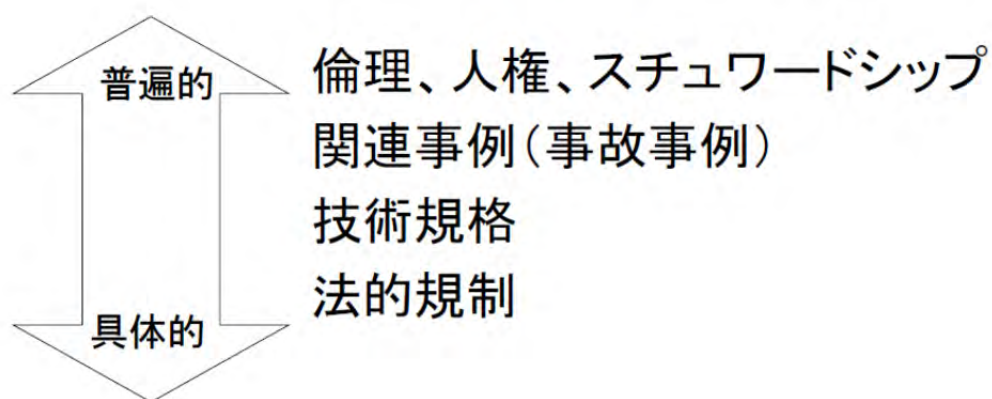 普遍的
倫理、人権、スチュワードシップ
関連事例(事故事例)
技術規格
法的規制
具体的